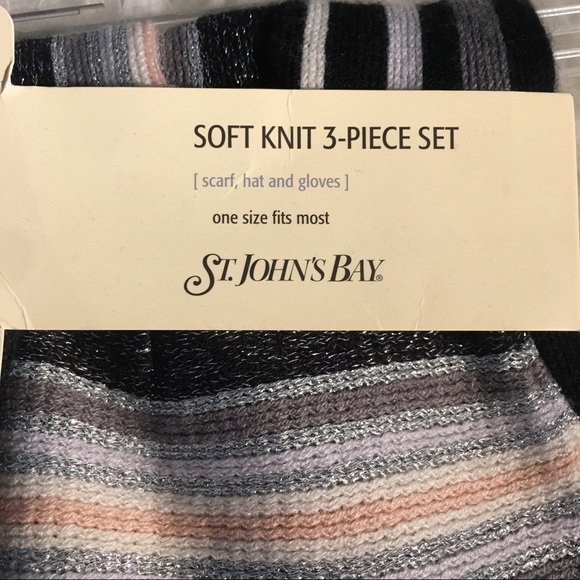 SOFT KNIT 3-PIECE SET
[ scarf, hat and gloves ]
one size fits most
ST. JOHN'S BAY®